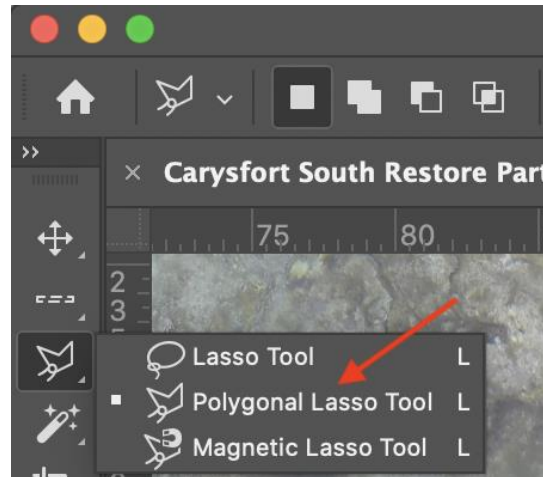 >>
× Carysfort South Restore Part
75 80
2
3
Lasso Tool L
Polygonal Lasso Tool L
Magnetic Lasso Tool L